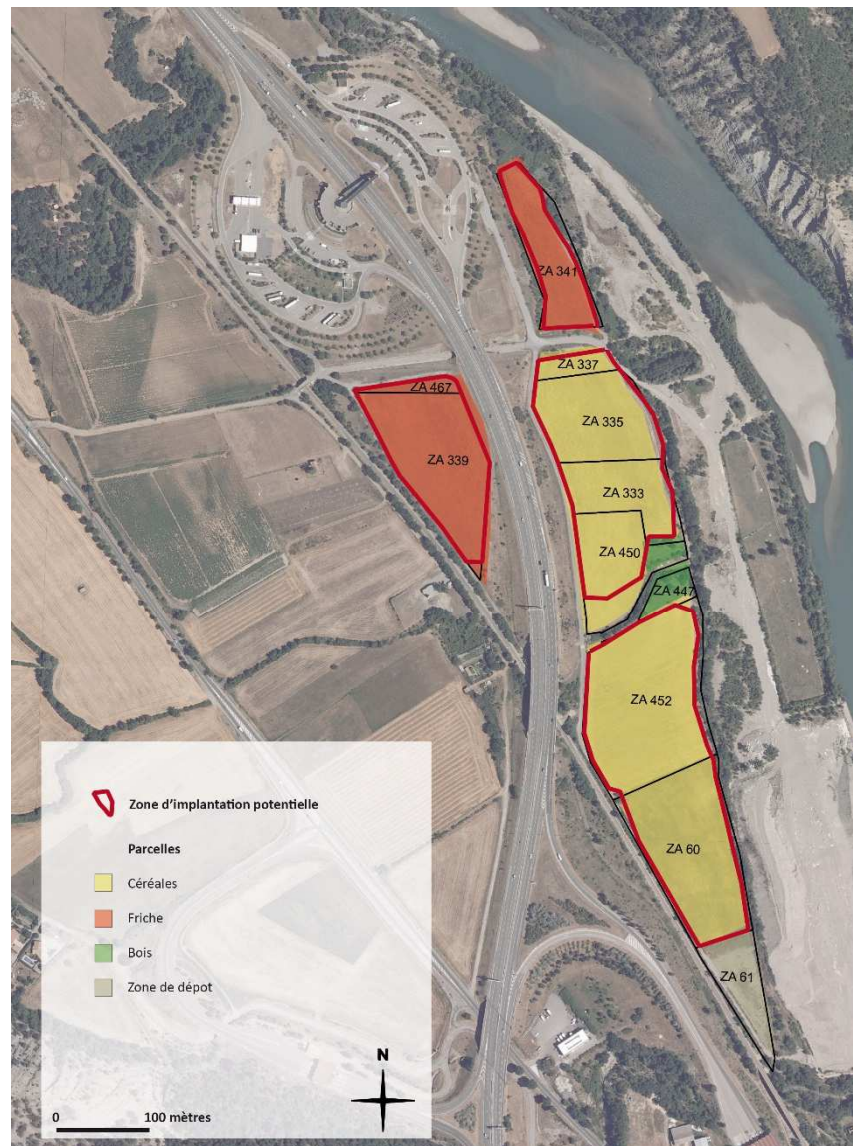 ZA 341
ZA 337
ZA 467
ZA 335
ZA 339
ZA 333
ZA 450
ZA 447
ZA 452
ZA 60
ZA 61
Zone d'implantation potentielle
Parcelles
Céréales
Friche
Bois
Zone de dépot
N
0 100 mètres